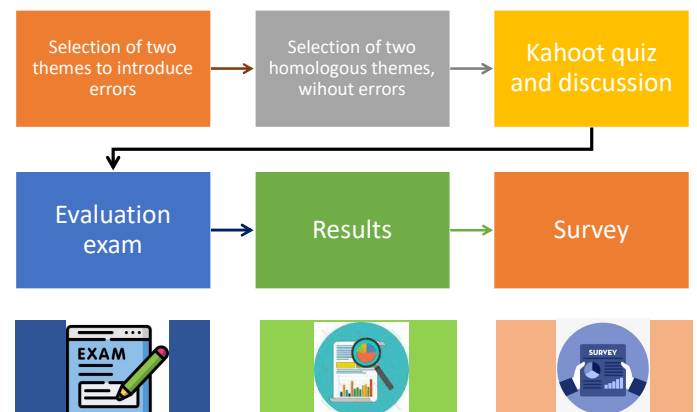 Selection of two
themes to introduce
errors
Selection of two
homologous themes,
wihout errors
Kahoot quiz
and discussion
Evaluation
exam
Results
Survey
EXAM
SURVEY